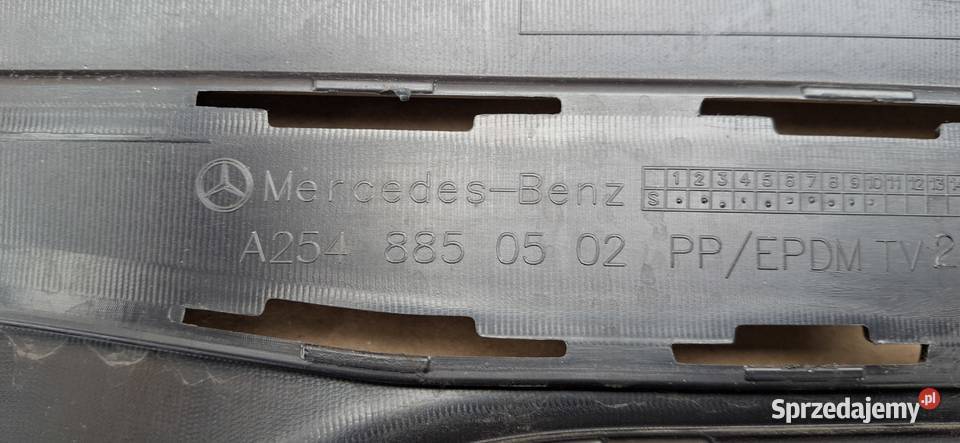 Mercedes-Benz
1 2 3 4 5 6 7 8 9 10 11 12 13
S
A254 885 05 02 PP/EPDM TV2
Sprzedajemy.pl